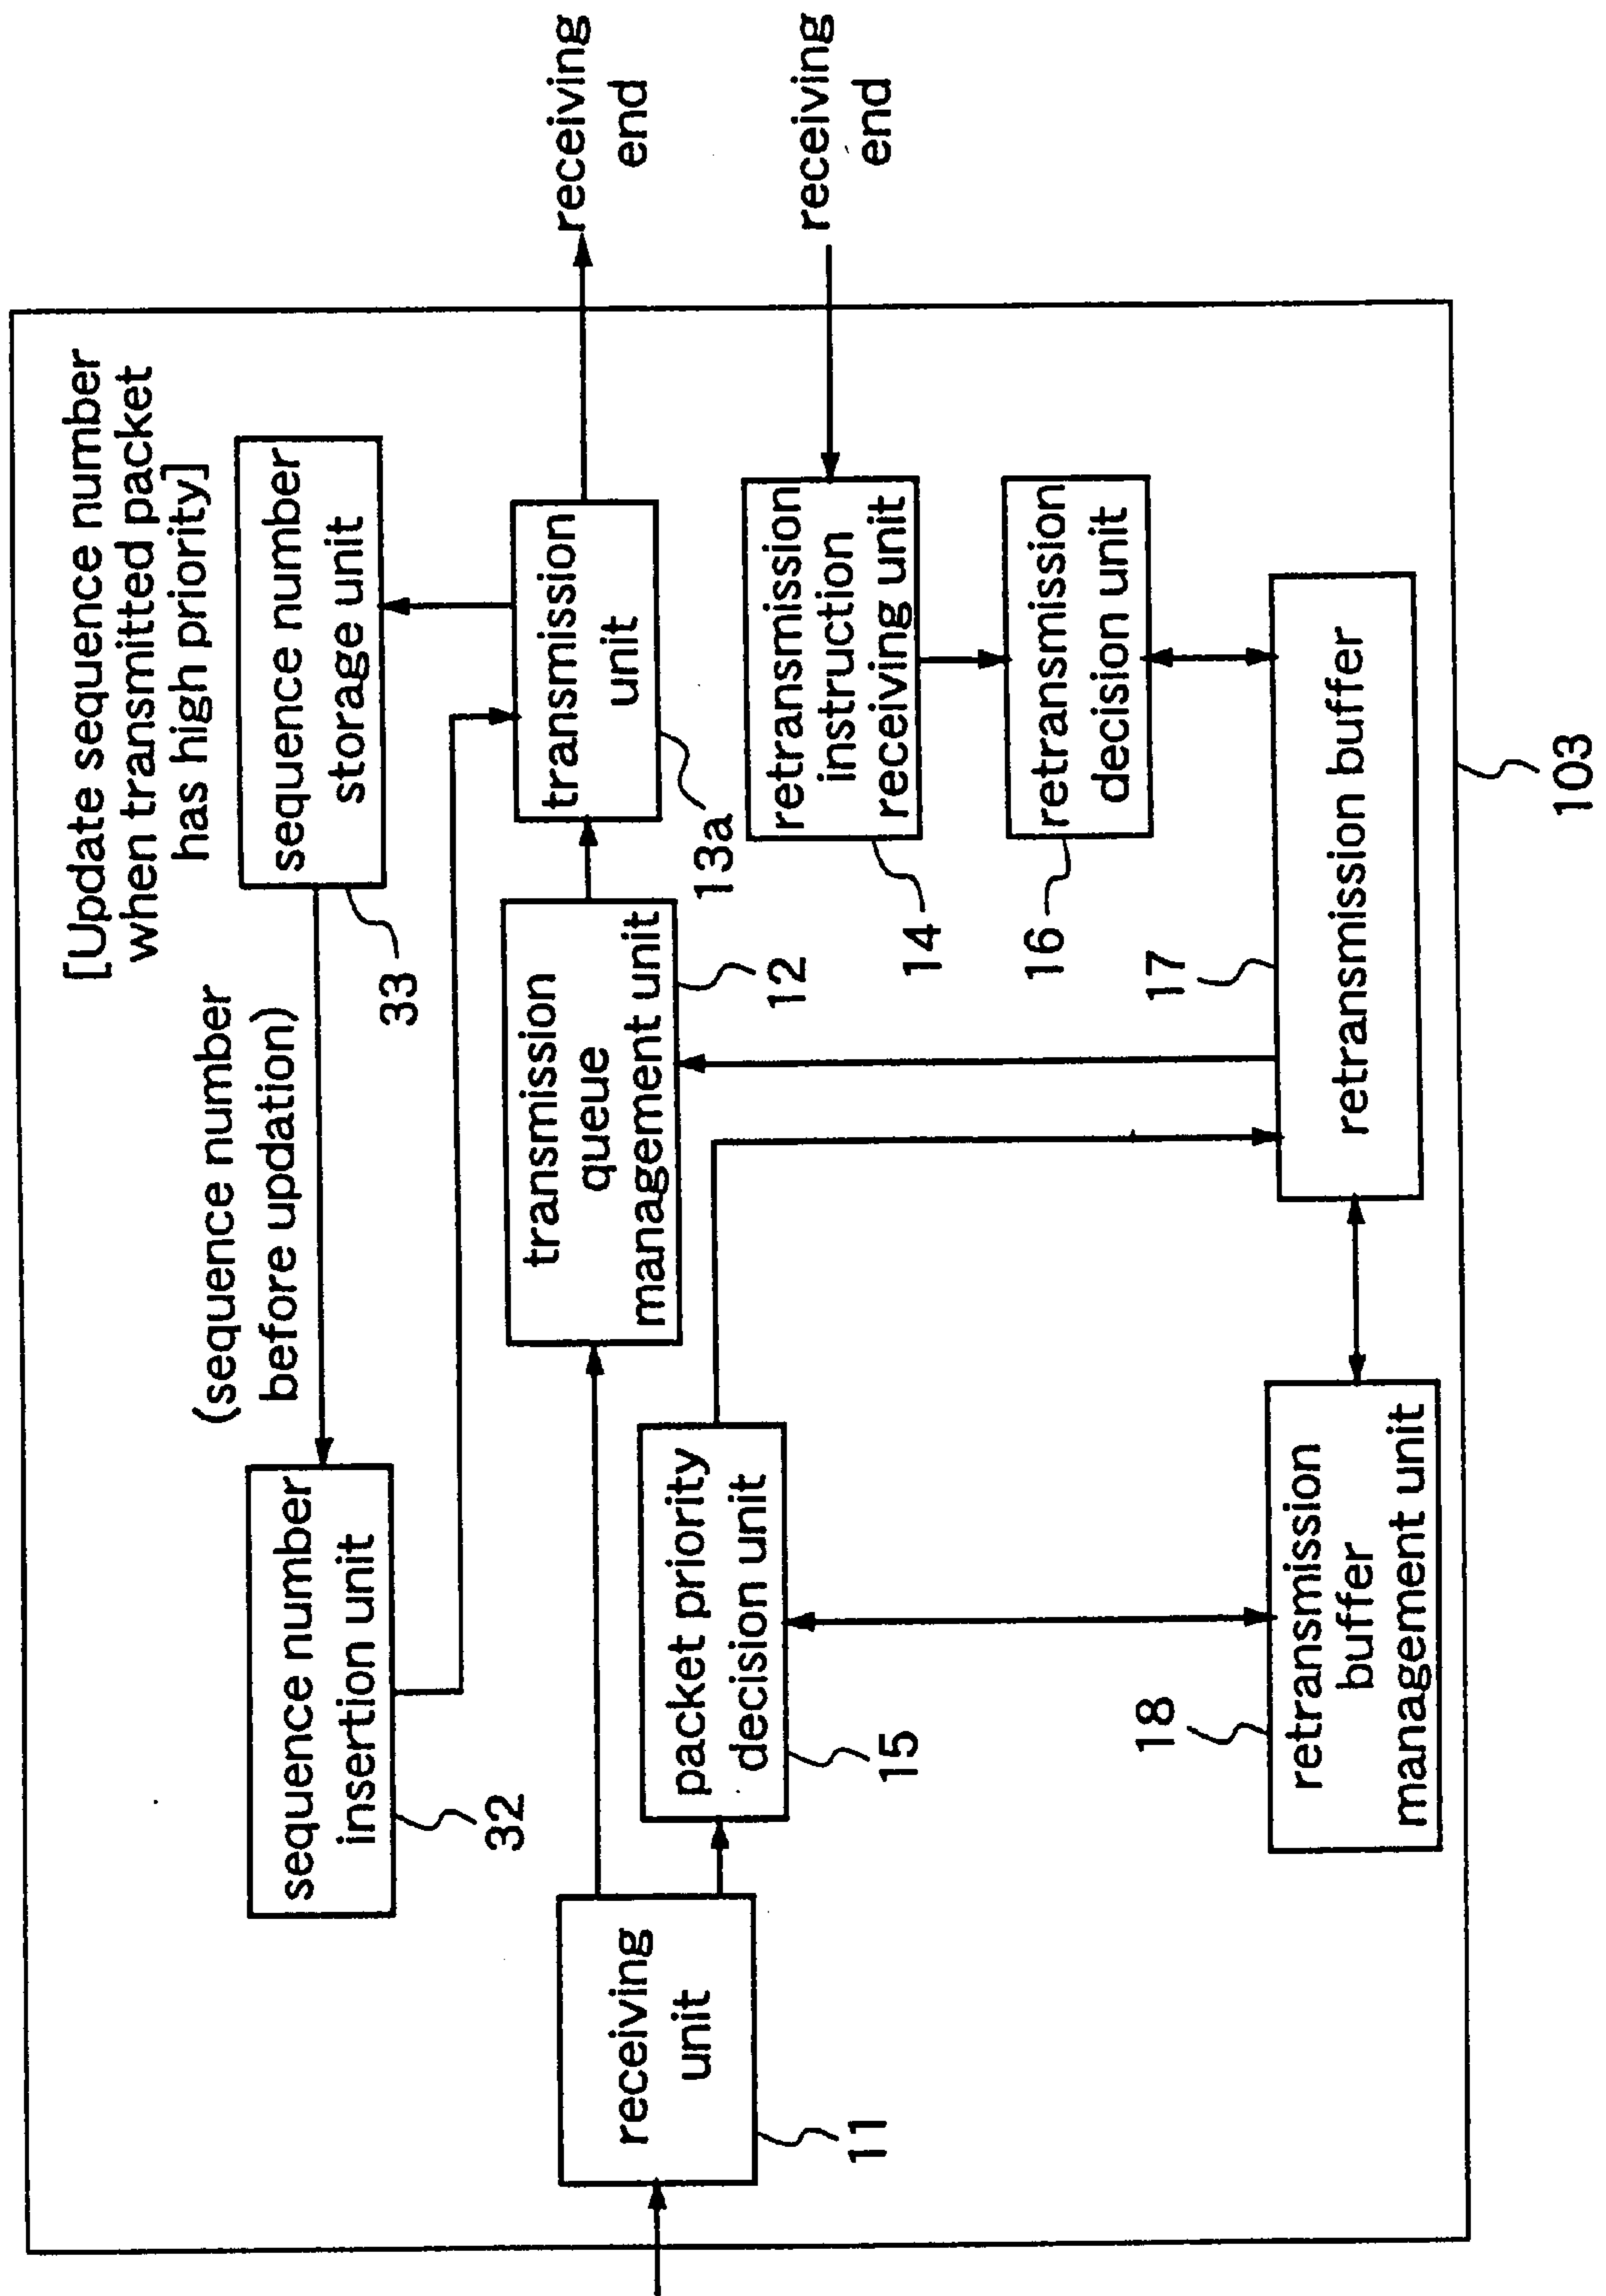 [Update sequence number
when transmitted packet
has high priority]
(sequence number
before updation)
sequence number
insertion unit
32
sequence number
storage unit
33
receiving
unit
11
transmission
queue
management unit
12
transmission
unit
13a
receiving
end
packet priority
decision unit
15
retransmission
instruction
receiving unit
14
receiving
end
retransmission
decision unit
16
retransmission
buffer
management unit
18
retransmission buffer
17
103